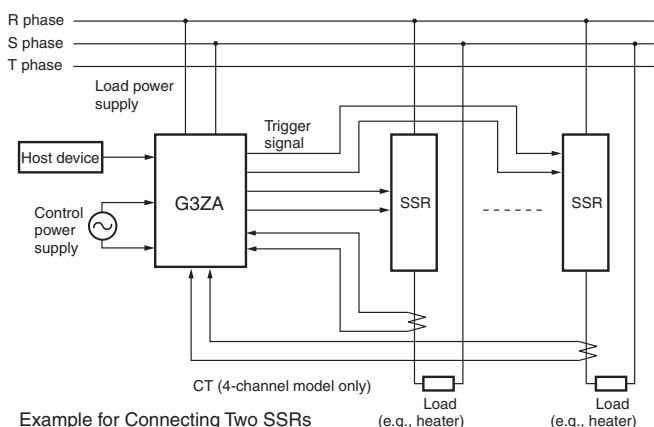 R phase
S phase
T phase
Load power
supply
Trigger
signal
Host device
G3ZA
SSR
SSR
Control
power
supply
CT (4-channel model only)
Load
(e.g., heater)
Load
(e.g., heater)
Example for Connecting Two SSRs